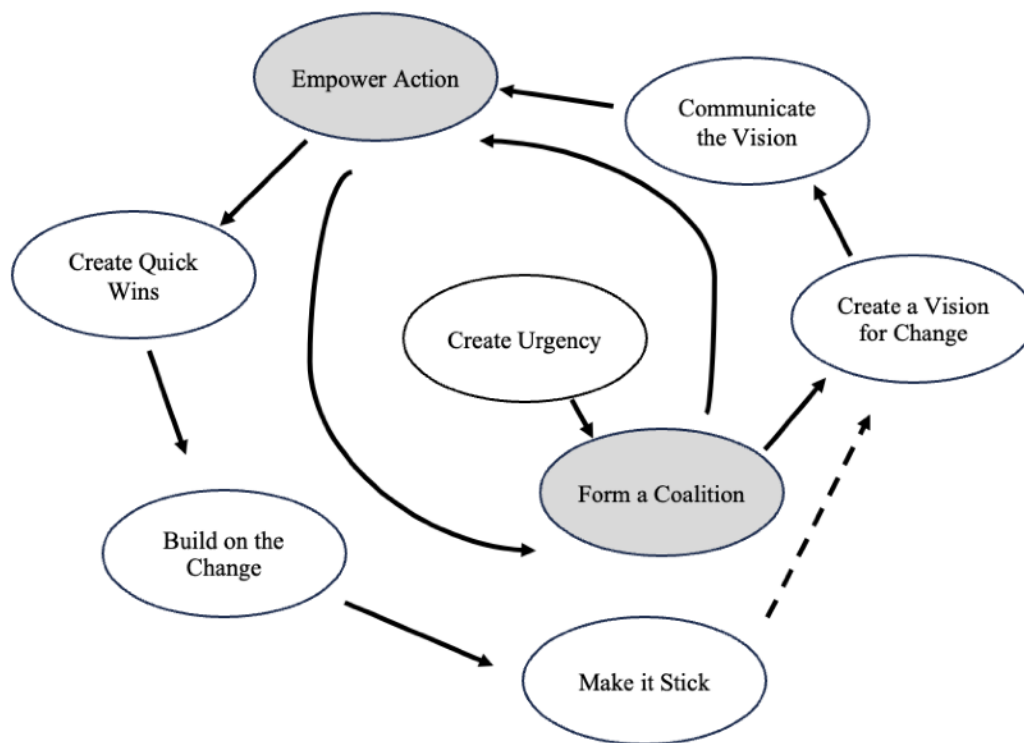 Empower Action
Communicate
the Vision
Create Quick
Wins
Create a Vision
for Change
Create Urgency
Form a Coalition
Build on the
Change
Make it Stick